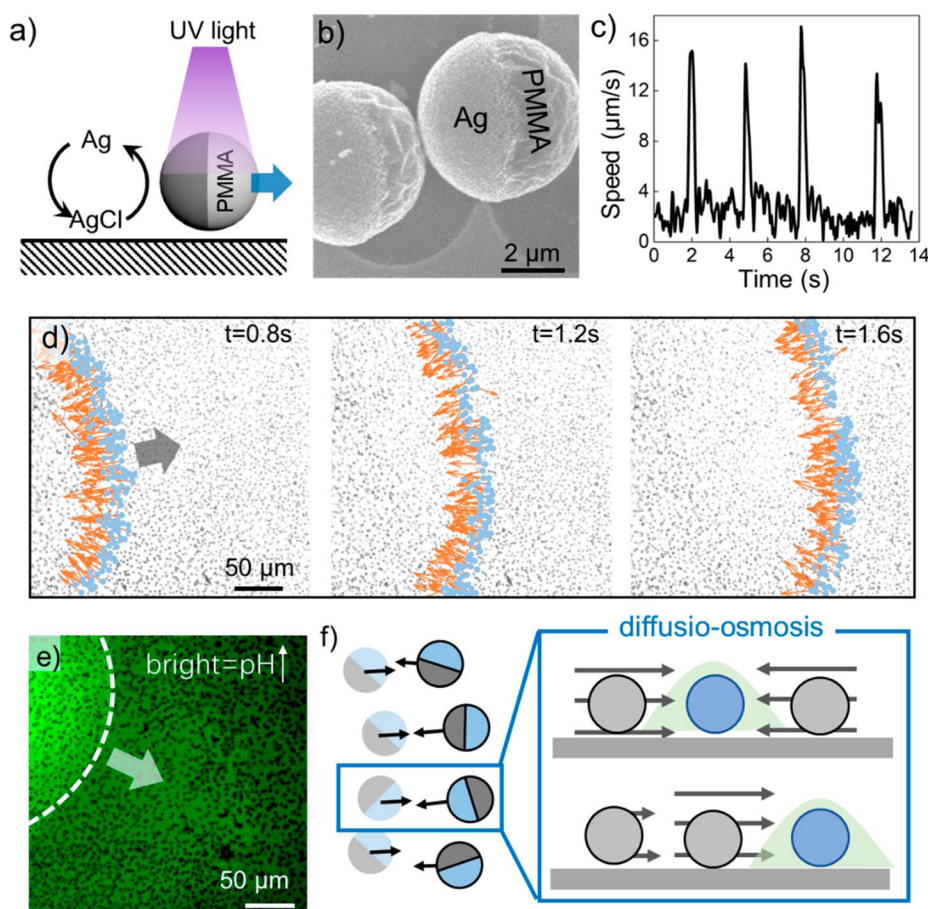 a)
UV light
Ag
AgCl
PMMA
b)
Ag
PMMA
2 µm
c)
Speed (µm/s)
16
12
8
4
0
0 2 4 6 8 10 12 14
Time (s)
d)
t=0.8s
t=1.2s
t=1.6s
50 µm
e)
bright=pH↑
50 µm
f)
diffusio-osmosis